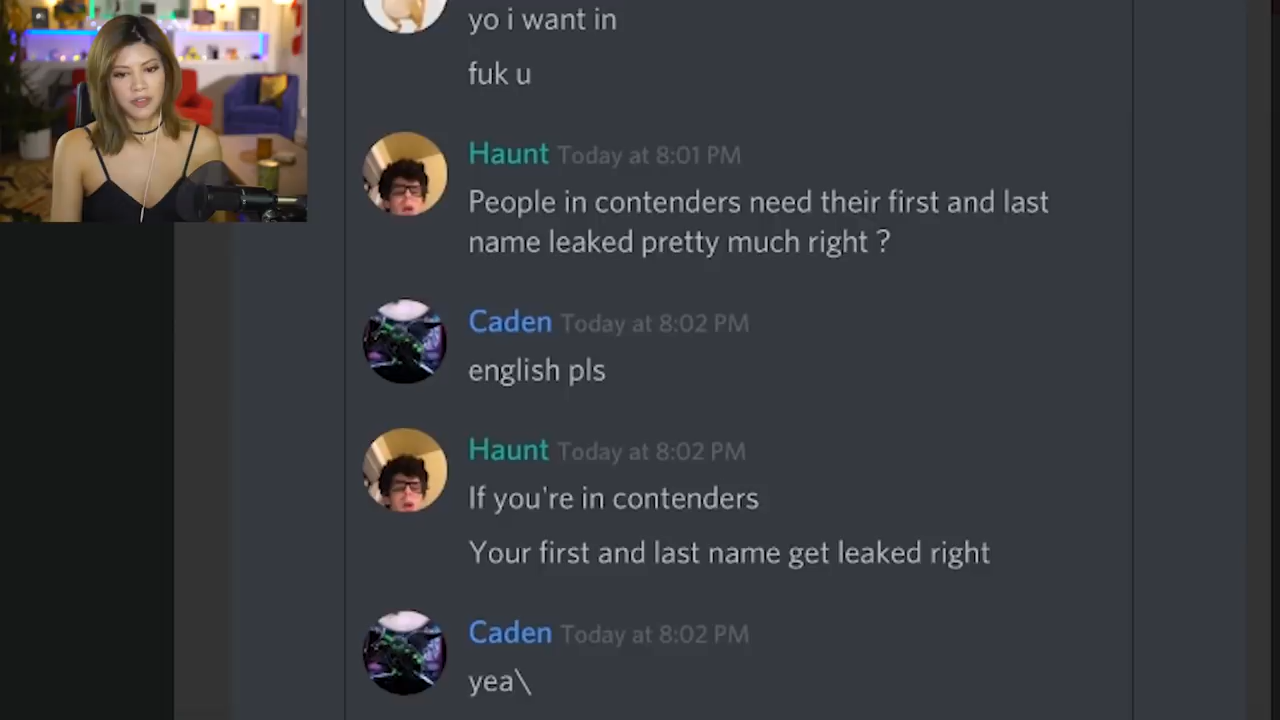 yo i want in
fuk u
Haunt Today at 8:01 PM
People in contenders need their first and last
name leaked pretty much right ?
Caden Today at 8:02 PM
english pls
Haunt Today at 8:02 PM
If you're in contenders
Your first and last name get leaked right
Caden Today at 8:02 PM
yea\